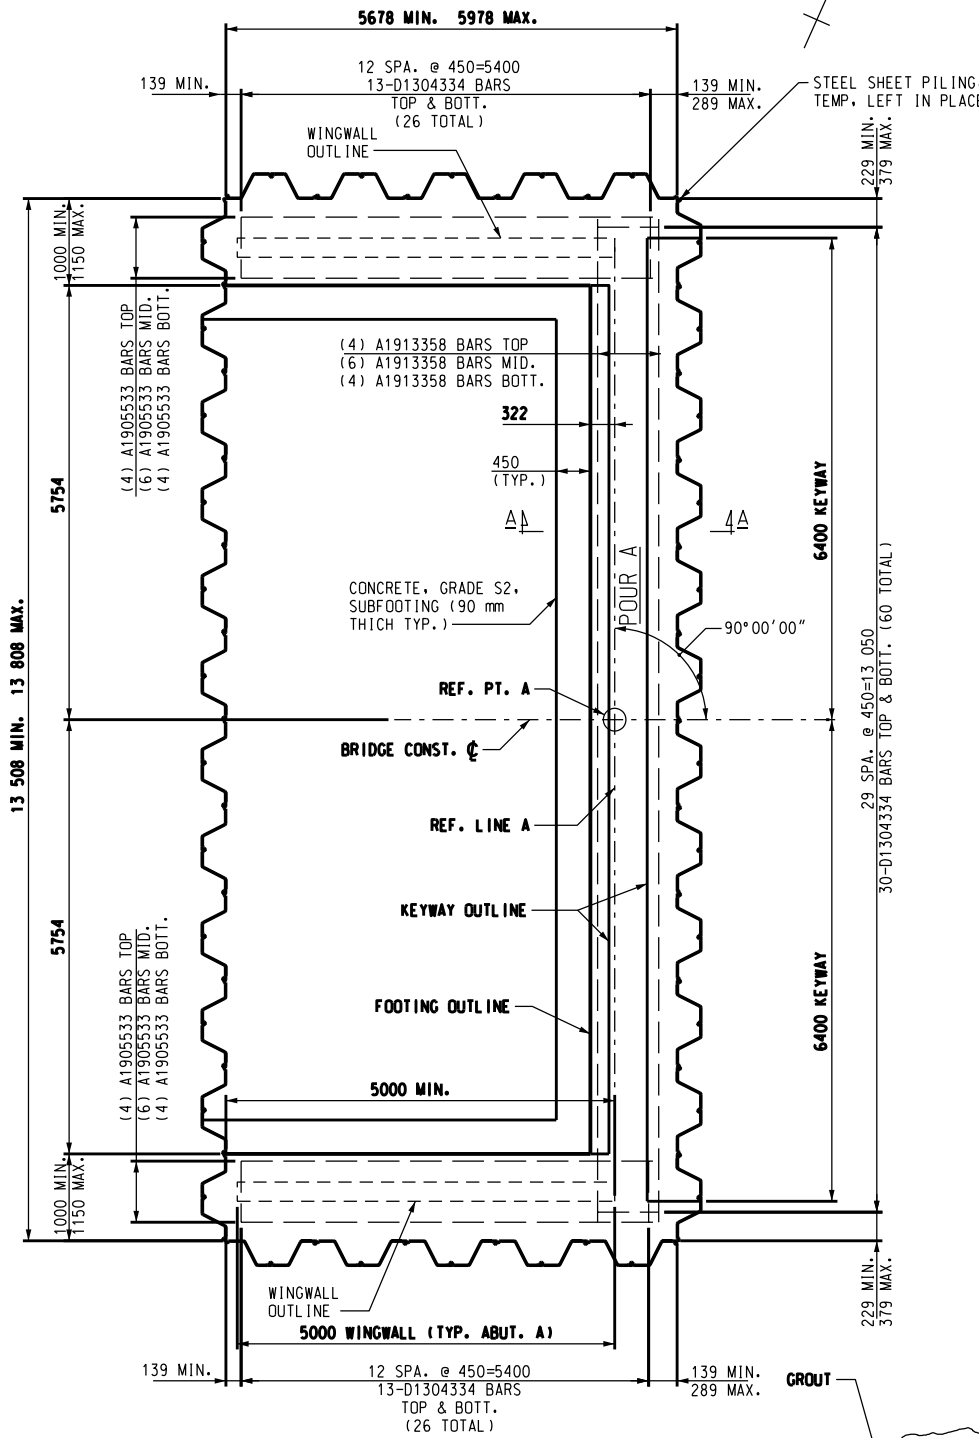 5678 MIN. 5978 MAX.
12 SPA. @ 450=5400
13-D1304334 BARS
TOP & BOTT.
(26 TOTAL)
139 MIN.
139 MIN.
289 MAX.
STEEL SHEET PILING
TEMP. LEFT IN PLACE
WINGWALL
OUTLINE
229 MIN.
379 MAX.
1000 MIN.
1150 MAX.
(4) A1905533 BARS TOP
(6) A1905533 BARS MID.
(4) A1905533 BARS BOTT.
(4) A1913358 BARS TOP
(6) A1913358 BARS MID.
(4) A1913358 BARS BOTT.
322
450
(TYP.)
A
A
5754
6400 KEYWAY
POUR A
CONCRETE, GRADE S2,
SUBFOOTING (90 mm
THICH TYP.)
90°00'00"
13 508 MIN. 13 808 MAX.
29 SPA. @ 450=13 050
30-D1304334 BARS TOP & BOTT. (60 TOTAL)
REF. PT. A
BRIDGE CONST. ℄
REF. LINE A
KEYWAY OUTLINE
5754
6400 KEYWAY
FOOTING OUTLINE
(4) A1905533 BARS TOP
(6) A1905533 BARS MID.
(4) A1905533 BARS BOTT.
5000 MIN.
1000 MIN.
1150 MAX.
229 MIN.
379 MAX.
WINGWALL
OUTLINE
5000 WINGWALL (TYP. ABUT. A)
139 MIN.
12 SPA. @ 450=5400
13-D1304334 BARS
TOP & BOTT.
(26 TOTAL)
139 MIN.
289 MAX.
GROUT